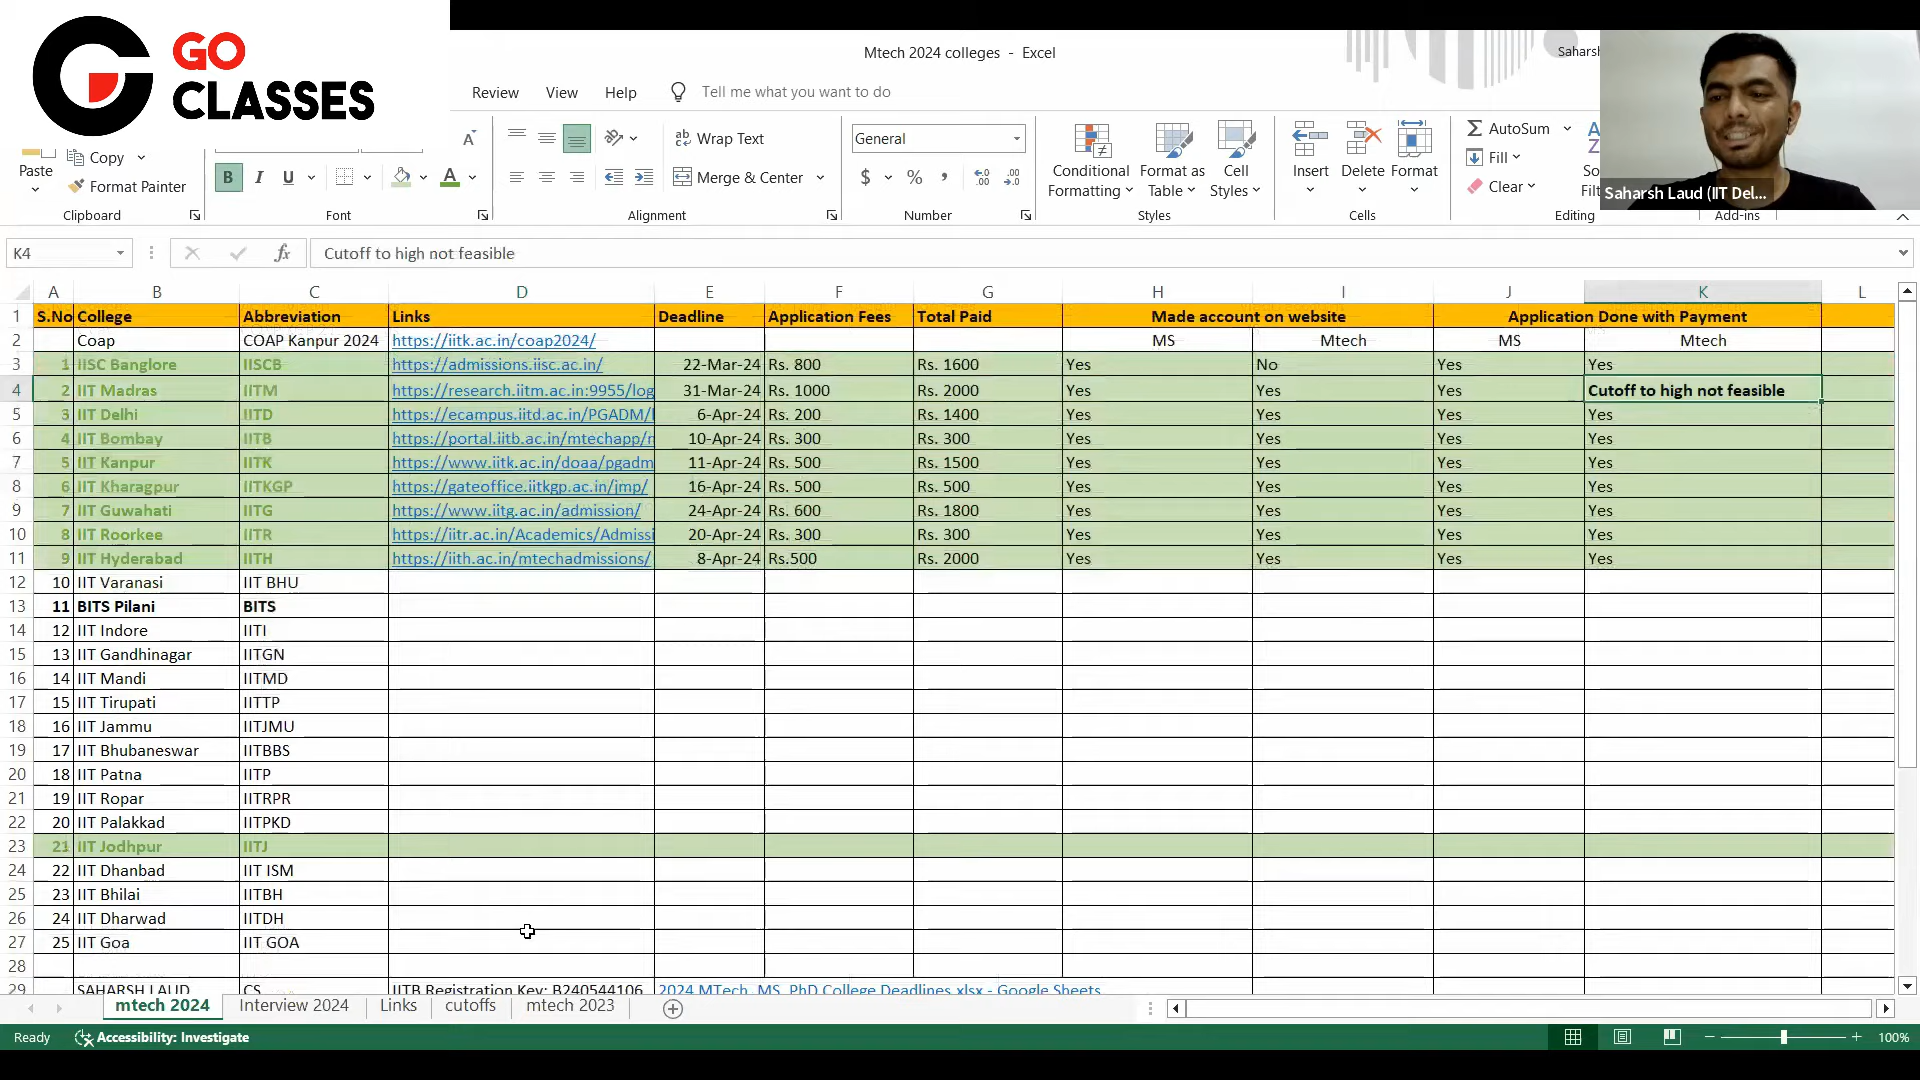 GO CLASSES
Mtech 2024 colleges - Excel
Saharsh
Review View Help Tell me what you want to do
Paste
Copy
Format Painter
Clipboard
B I U A
Font
ab Wrap Text
Merge & Center
Alignment
General
$ % ,
Number
Conditional Formatting
Format as Table
Cell Styles
Styles
Insert Delete Format
Cells
AutoSum
Fill
Clear
Editing
Add-ins
Saharsh Laud (IIT Del...
K4 fx Cutoff to high not feasible
A B C D E F G H I J K L
1 S.No College Abbreviation Links Deadline Application Fees Total Paid Made account on website Application Done with Payment
2 Coap COAP Kanpur 2024 https://iitk.ac.in/coap2024/ MS Mtech MS Mtech
3 1 IISC Banglore IISCB https://admissions.iisc.ac.in/ 22-Mar-24 Rs. 800 Rs. 1600 Yes No Yes Yes
4 2 IIT Madras IITM https://research.iitm.ac.in:9955/log 31-Mar-24 Rs. 1000 Rs. 2000 Yes Yes Yes Cutoff to high not feasible
5 3 IIT Delhi IITD https://ecampus.iitd.ac.in/PGADM/ 6-Apr-24 Rs. 200 Rs. 1400 Yes Yes Yes Yes
6 4 IIT Bombay IITB https://portal.iitb.ac.in/mtechapp/ 10-Apr-24 Rs. 300 Rs. 300 Yes Yes Yes Yes
7 5 IIT Kanpur IITK https://www.iitk.ac.in/doaa/pgadm 11-Apr-24 Rs. 500 Rs. 1500 Yes Yes Yes Yes
8 6 IIT Kharagpur IITKGP https://gateoffice.iitkgp.ac.in/jmp/ 16-Apr-24 Rs. 500 Rs. 500 Yes Yes Yes Yes
9 7 IIT Guwahati IITG https://www.iitg.ac.in/admission/ 24-Apr-24 Rs. 600 Rs. 1800 Yes Yes Yes Yes
10 8 IIT Roorkee IITR https://iitr.ac.in/Academics/Admissi 20-Apr-24 Rs. 300 Rs. 300 Yes Yes Yes Yes
11 9 IIT Hyderabad IITH https://iith.ac.in/mtechadmissions/ 8-Apr-24 Rs.500 Rs. 2000 Yes Yes Yes Yes
12 10 IIT Varanasi IIT BHU
13 11 BITS Pilani BITS
14 12 IIT Indore IITI
15 13 IIT Gandhinagar IITGN
16 14 IIT Mandi IITMD
17 15 IIT Tirupati IITTP
18 16 IIT Jammu IITJMU
19 17 IIT Bhubaneswar IITBBS
20 18 IIT Patna IITP
21 19 IIT Ropar IITRPR
22 20 IIT Palakkad IITPKD
23 21 IIT Jodhpur IITJ
24 22 IIT Dhanbad IIT ISM
25 23 IIT Bhilai IITBH
26 24 IIT Dharwad IITDH
27 25 IIT Goa IIT GOA
28
29 SAHARSH LAUD CS IITB Registration Key: B240544106 2024 MTech, MS, PhD College Deadlines.xlsx - Google Sheets
mtech 2024 Interview 2024 Links cutoffs mtech 2023
Ready Accessibility: Investigate 100%